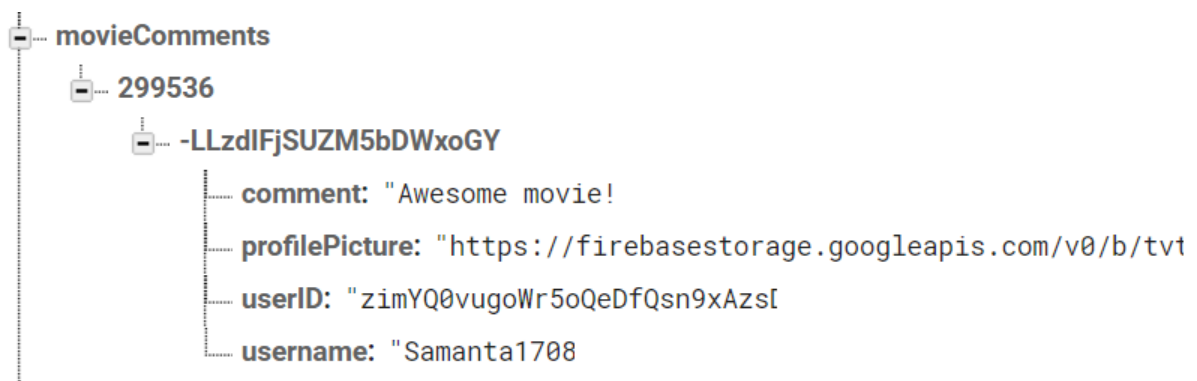 movieComments
299536
-LLzdIFjSUZM5bDWxoGY
comment: "Awesome movie!
profilePicture: "https://firebasestorage.googleapis.com/v0/b/tvt
userID: "zimYQ0vugoWr5oQeDfQsn9xAzs
username: "Samanta1708